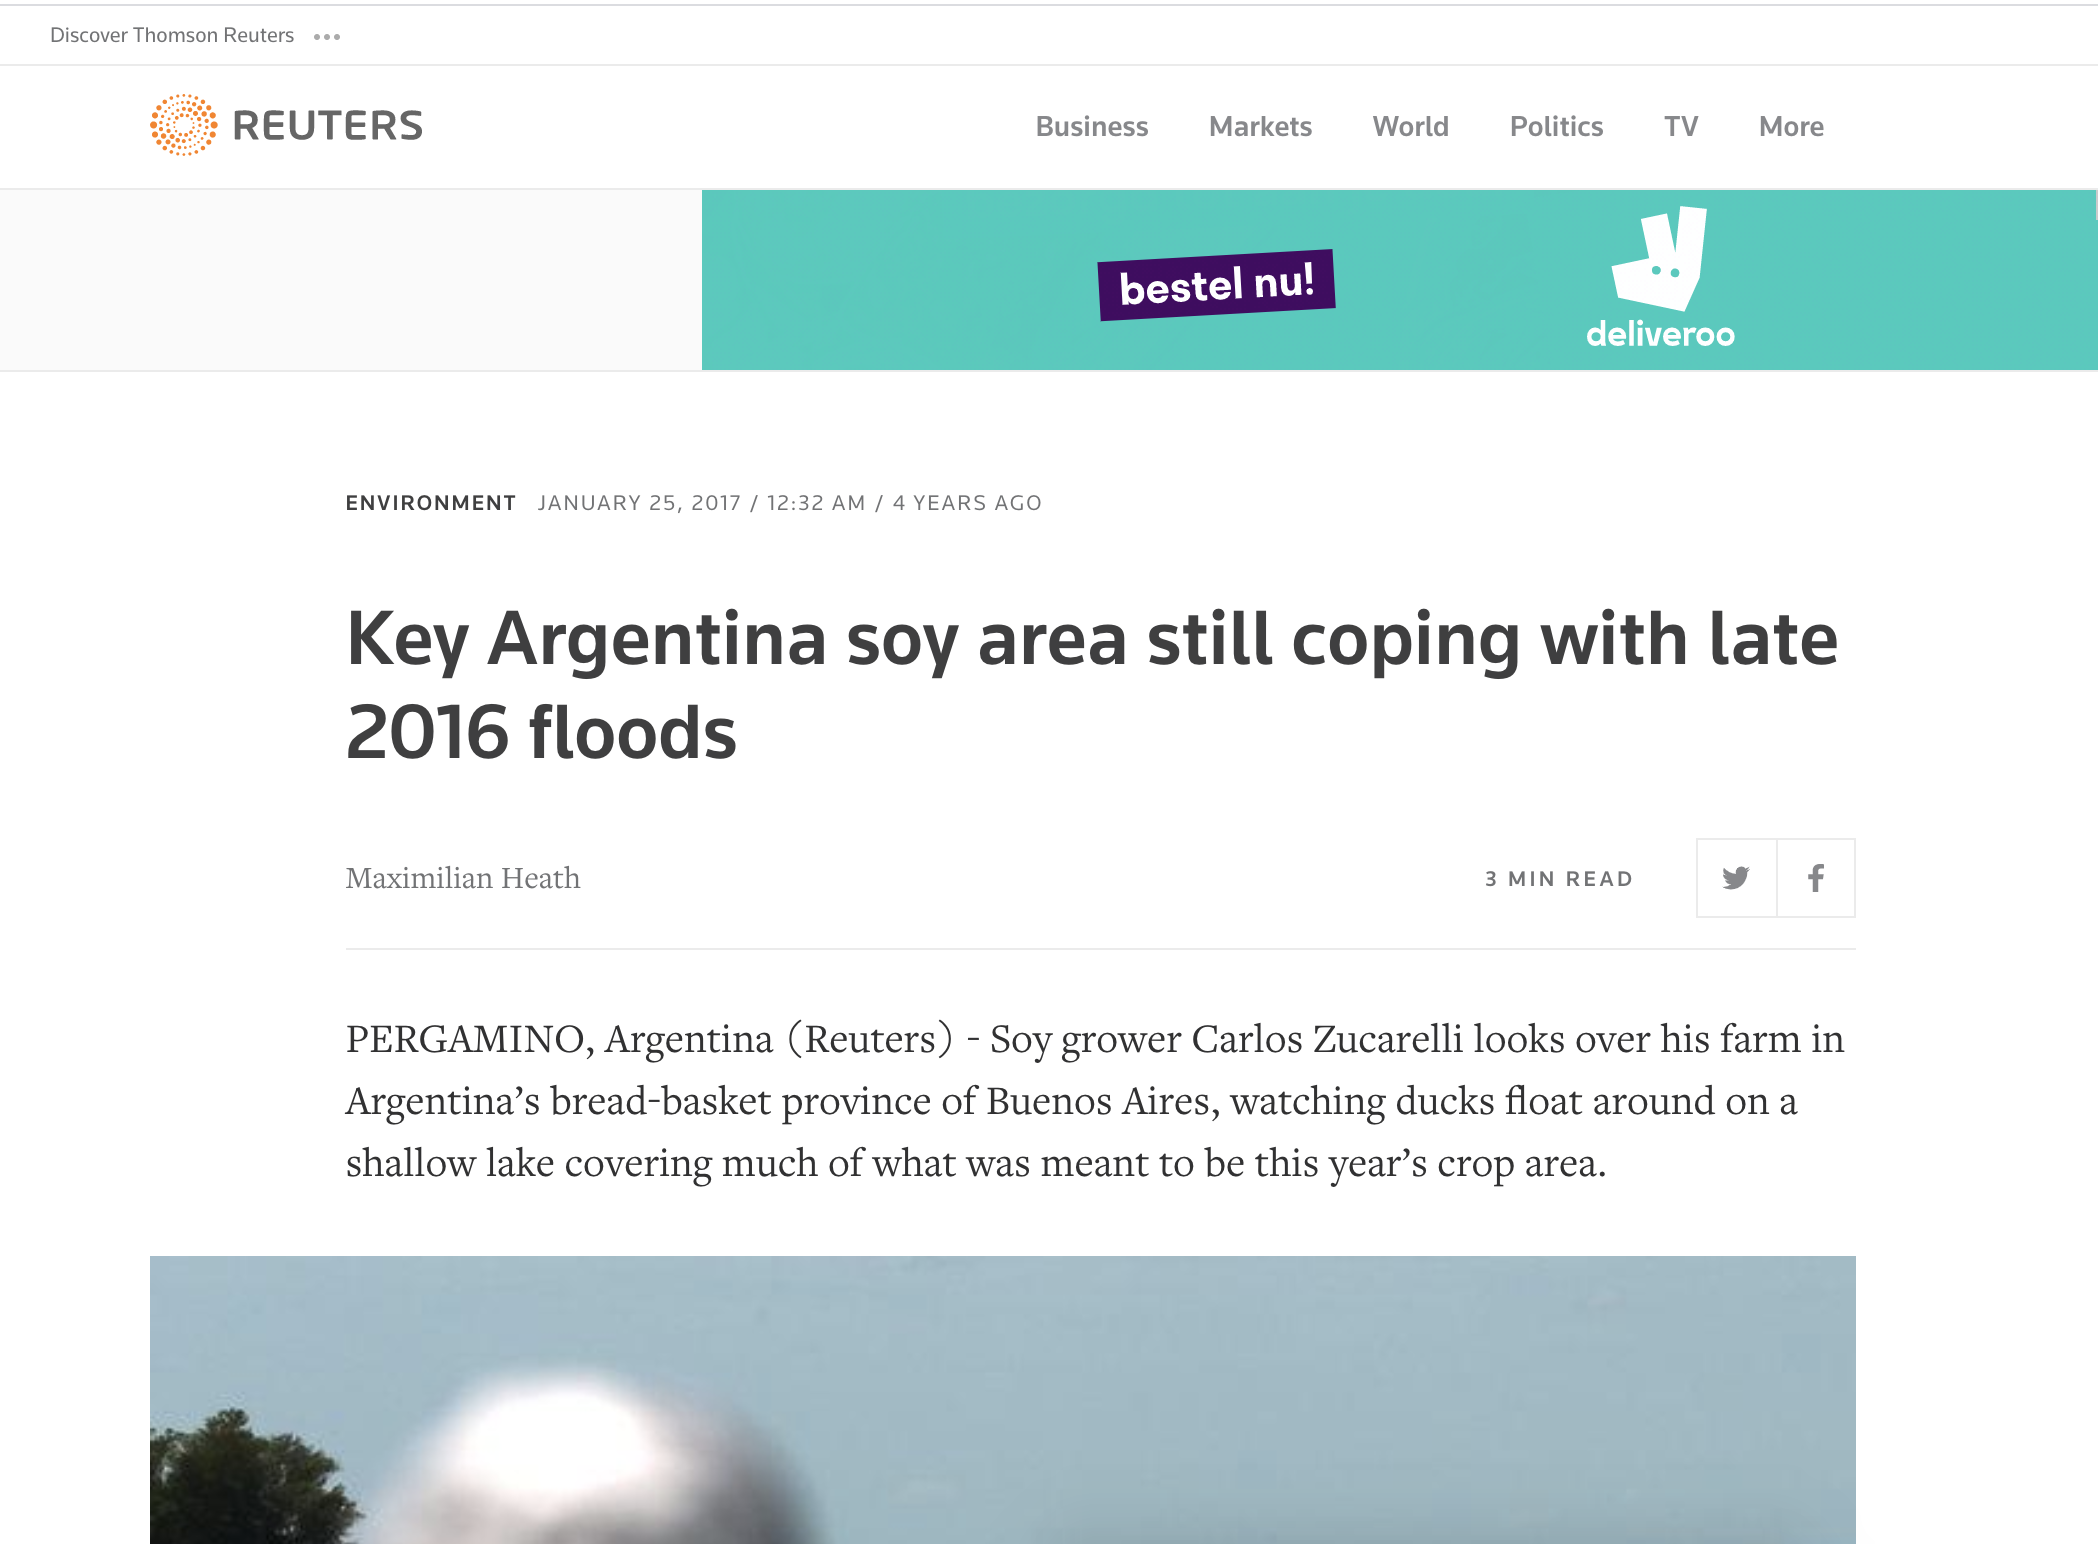 Discover Thomson Reuters
REUTERS
Business Markets World Politics TV More
bestel nu!
deliveroo
ENVIRONMENT JANUARY 25, 2017 / 12:32 AM / 4 YEARS AGO
Key Argentina soy area still coping with late
2016 floods
Maximilian Heath
3 MIN READ
PERGAMINO, Argentina (Reuters) - Soy grower Carlos Zucarelli looks over his farm in
Argentina’s bread-basket province of Buenos Aires, watching ducks float around on a
shallow lake covering much of what was meant to be this year’s crop area.